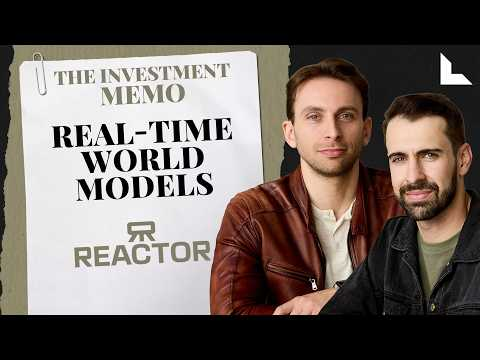 THE INVESTMENT
MEMO
REAL-TIME
WORLD
MODELS
REACTOR